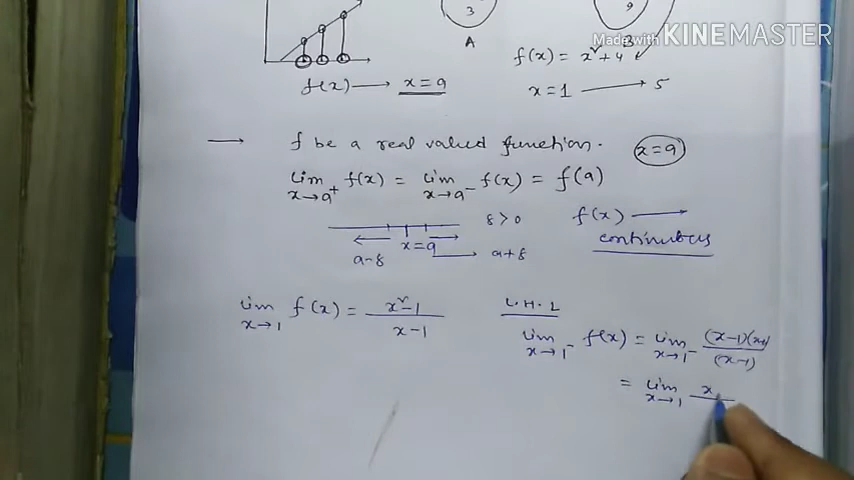 3
9
A
B
Made with KINEMASTER
f(x) = x²+4
f(x) → x=a
x=1 → 5
→ f be a real valued function. x=a
lim x→a⁺ f(x) = lim x→a⁻ f(x) = f(a)
δ>0 f(x) →
x=a continuous
a-δ a+δ
lim x→1 f(x) = x²-1 / x-1
L.H.L
lim x→1⁻ f(x) = lim x→1⁻ (x-1)(x+1) / (x-1)
= lim x→1 x